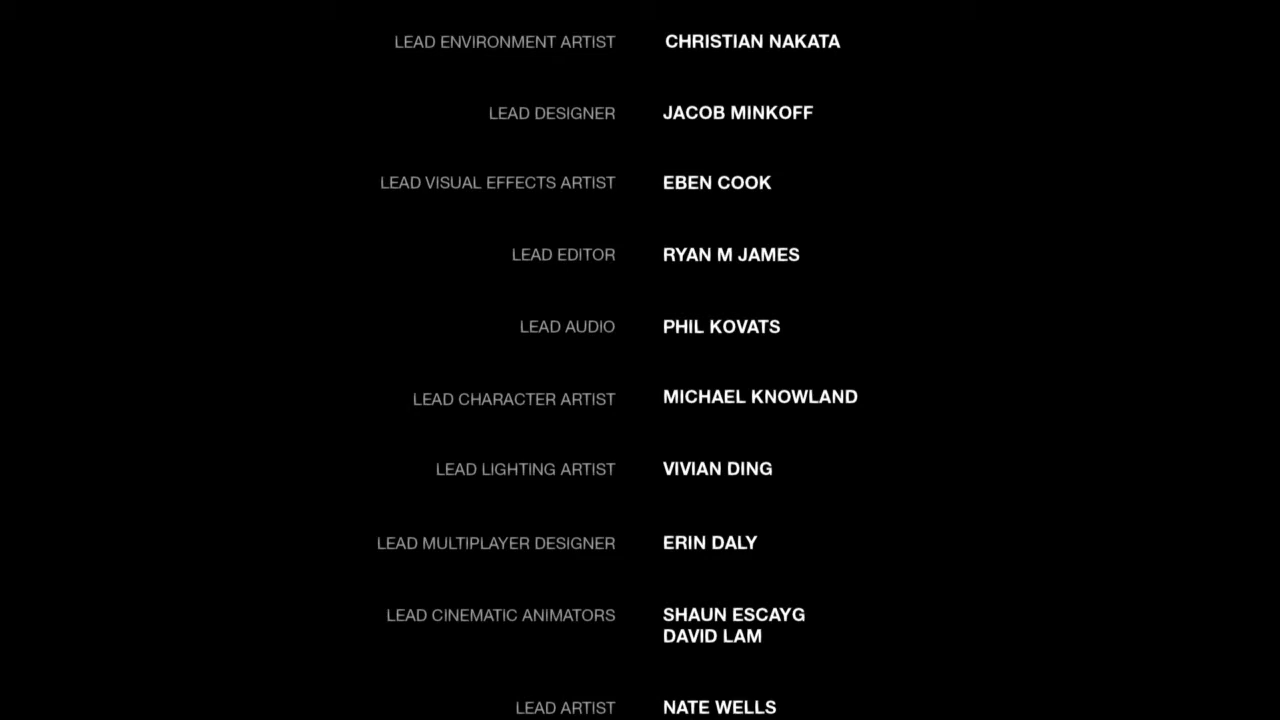 LEAD ENVIRONMENT ARTIST CHRISTIAN NAKATA
LEAD DESIGNER JACOB MINKOFF
LEAD VISUAL EFFECTS ARTIST EBEN COOK
LEAD EDITOR RYAN M JAMES
LEAD AUDIO PHIL KOVATS
LEAD CHARACTER ARTIST MICHAEL KNOWLAND
LEAD LIGHTING ARTIST VIVIAN DING
LEAD MULTIPLAYER DESIGNER ERIN DALY
LEAD CINEMATIC ANIMATORS SHAUN ESCAYG
DAVID LAM
LEAD ARTIST NATE WELLS